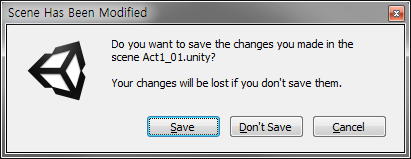 Scene Has Been Modified
Do you want to save the changes you made in the
scene Act1_01.unity?
Your changes will be lost if you don't save them.
Save
Don't Save
Cancel